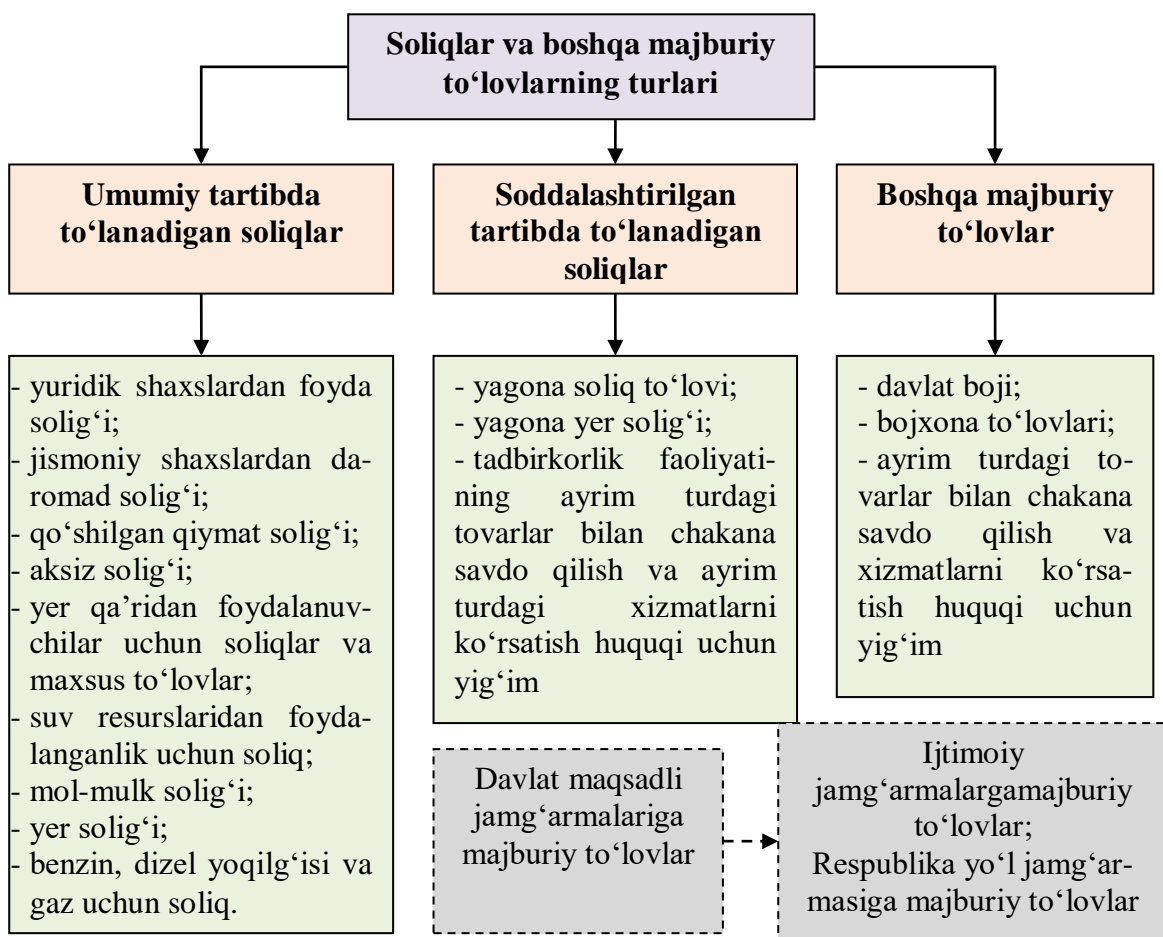 Soliqlar va boshqa majburiy
to‘lovlarning turlari
Umumiy tartibda
to‘lanadigan soliqlar
Soddalashtirilgan
tartibda to‘lanadigan
soliqlar
Boshqa majburiy
to‘lovlar
- yuridik shaxslardan foyda
solig‘i;
- jismoniy shaxslardan da-
romad solig‘i;
- qo‘shilgan qiymat solig‘i;
- aksiz solig‘i;
- yer qa’ridan foydalanuv-
chilar uchun soliqlar va
maxsus to‘lovlar;
- suv resurslaridan foyda-
langanlik uchun soliq;
- mol-mulk solig‘i;
- yer solig‘i;
- benzin, dizel yoqilg‘isi va
gaz uchun soliq.
- yagona soliq to‘lovi;
- yagona yer solig‘i;
- tadbirkorlik faoliyati-
ning ayrim turdagi
tovarlar bilan chakana
savdo qilish va ayrim
turdagi xizmatlarni
ko‘rsatish huquqi uchun
yig‘im
- davlat boji;
- bojxona to‘lovlari;
- ayrim turdagi to-
varlar bilan chakana
savdo qilish va
xizmatlarni ko‘rsa-
tish huquqi uchun
yig‘im
Davlat maqsadli
jamg‘armalariga
majburiy to‘lovlar
Ijtimoiy
jamg‘armalargamajburiy
to‘lovlar;
Respublika yo‘l jamg‘ar-
masiga majburiy to‘lovlar